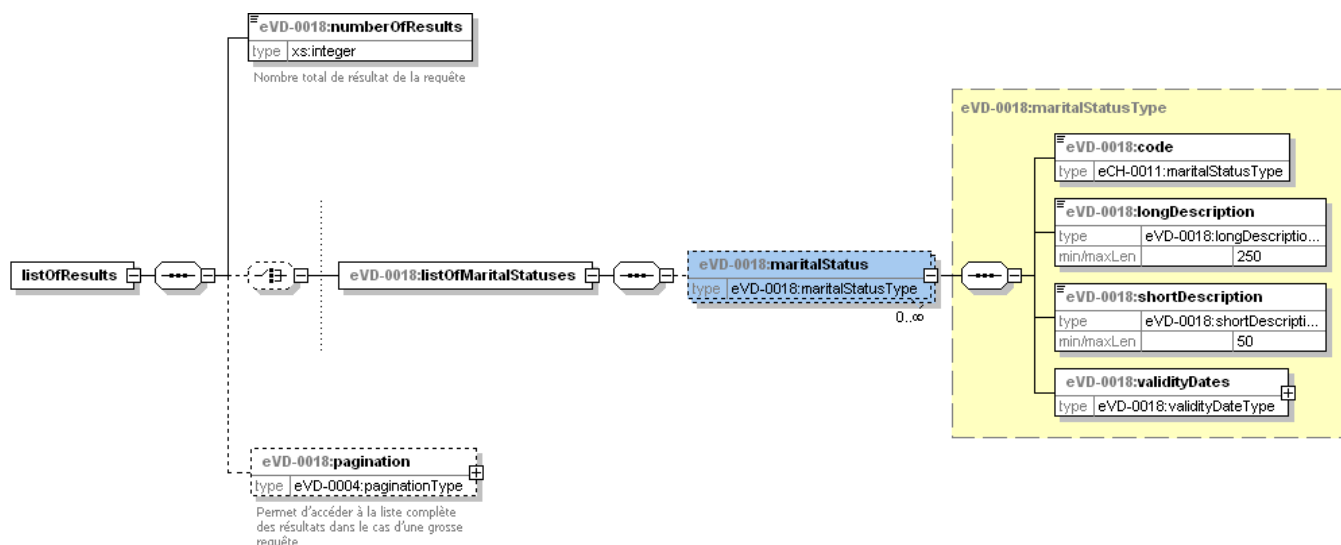 eVD-0018:numberOfResults
type xs:integer
Nombre total de résultat de la requête
eVD-0018:maritalStatusType
eVD-0018:code
type eCH-0011:maritalStatusType
eVD-0018:longDescription
type eVD-0018:longDescriptio...
min/maxLen 250
listOfResults
eVD-0018:listOfMaritalStatuses
eVD-0018:maritalStatus
type eVD-0018:maritalStatusType
0..∞
eVD-0018:shortDescription
type eVD-0018:shortDescripti...
min/maxLen 50
eVD-0018:validityDates
type eVD-0018:validityDateType
eVD-0018:pagination
type eVD-0004:paginationType
Permet d'accéder à la liste complète
des résultats dans le cas d'une grosse
requête